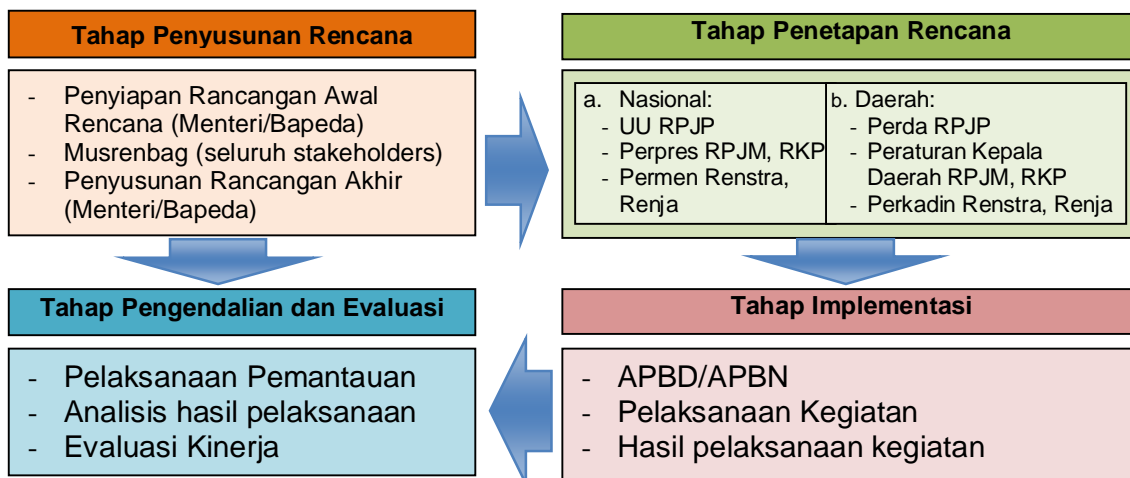 Tahap Penyusunan Rencana
- Penyiapan Rancangan Awal
Rencana (Menteri/Bapeda)
- Musrenbag (seluruh stakeholders)
- Penyusunan Rancangan Akhir
(Menteri/Bapeda)
Tahap Penetapan Rencana
a. Nasional:
- UU RPJP
- Perpres RPJM, RKP
- Permen Renstra,
Renja
b. Daerah:
- Perda RPJP
- Peraturan Kepala
Daerah RPJM, RKP
- Perkadin Renstra, Renja
Tahap Pengendalian dan Evaluasi
- Pelaksanaan Pemantauan
- Analisis hasil pelaksanaan
- Evaluasi Kinerja
Tahap Implementasi
- APBD/APBN
- Pelaksanaan Kegiatan
- Hasil pelaksanaan kegiatan